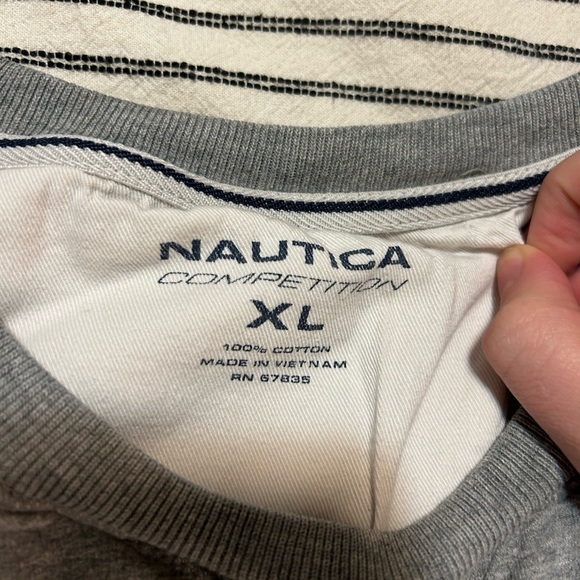 NAUTICA
COMPETITION
XL
100% COTTON
MADE IN VIETNAM
RN 67835